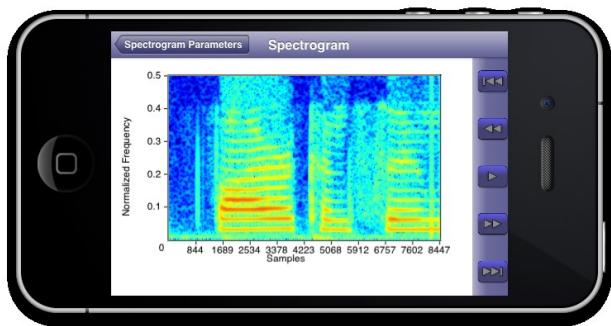 Spectrogram Parameters Spectrogram
0.5
0.4
0.3
0.2
0.1
Normalized Frequency
0 844 1689 2534 3378 4223 5068 5912 6757 7602 8447
Samples